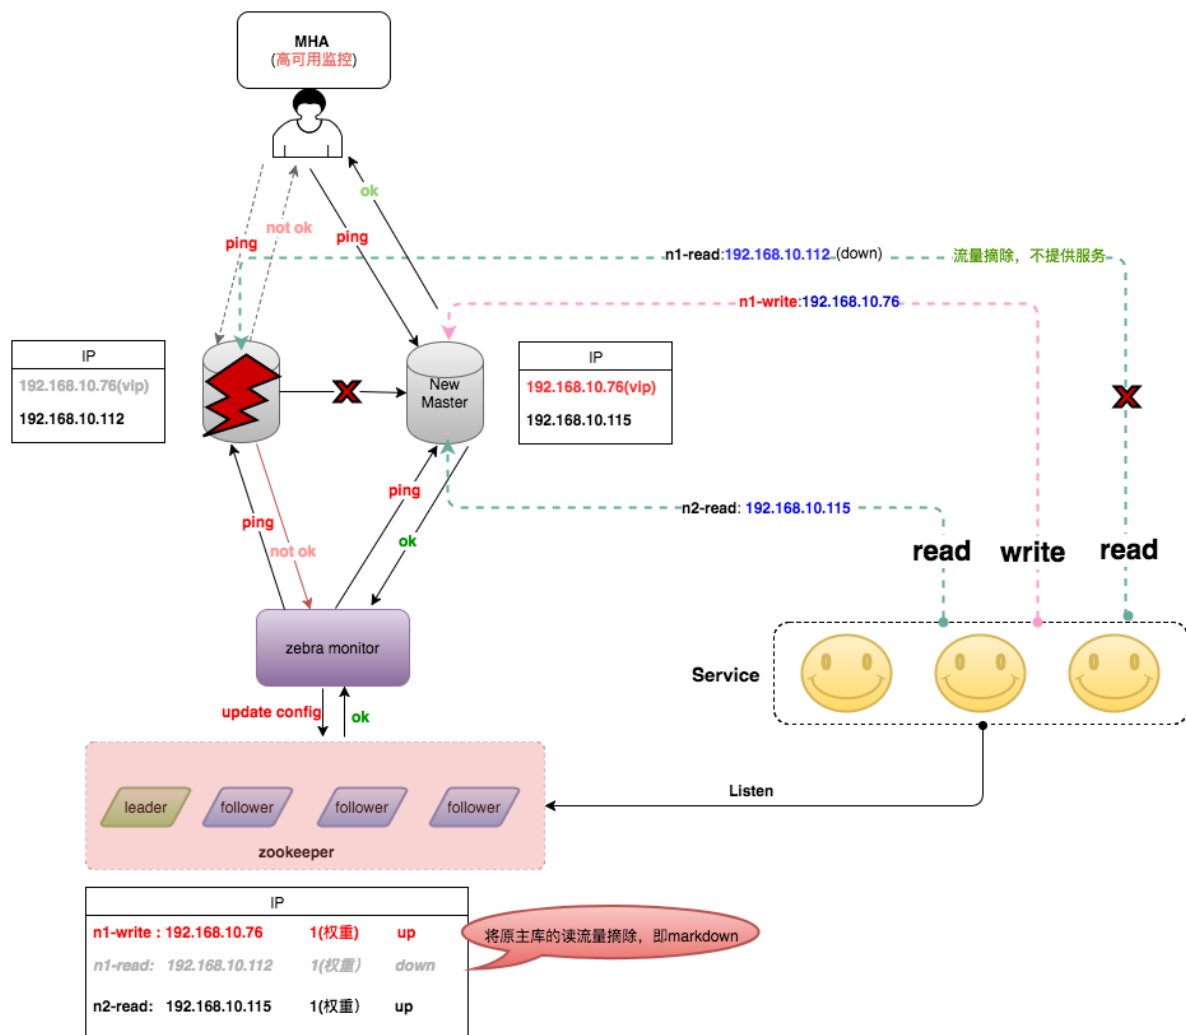 MHA
(高可用监控)
ok
not ok
ping
ping
n1-read:192.168.10.112 (down)
流量摘除，不提供服务
n1-write:192.168.10.76
IP
192.168.10.76(vip)
192.168.10.112
New
Master
IP
192.168.10.76(vip)
192.168.10.115
ping
n2-read: 192.168.10.115
ping
ok
not ok
read
write
read
zebra monitor
Service
update config
ok
Listen
leader
follower
follower
follower
zookeeper
IP
n1-write : 192.168.10.76 1(权重) up
n1-read: 192.168.10.112 1(权重) down
n2-read: 192.168.10.115 1(权重) up
将原主库的读流量摘除，即markdown